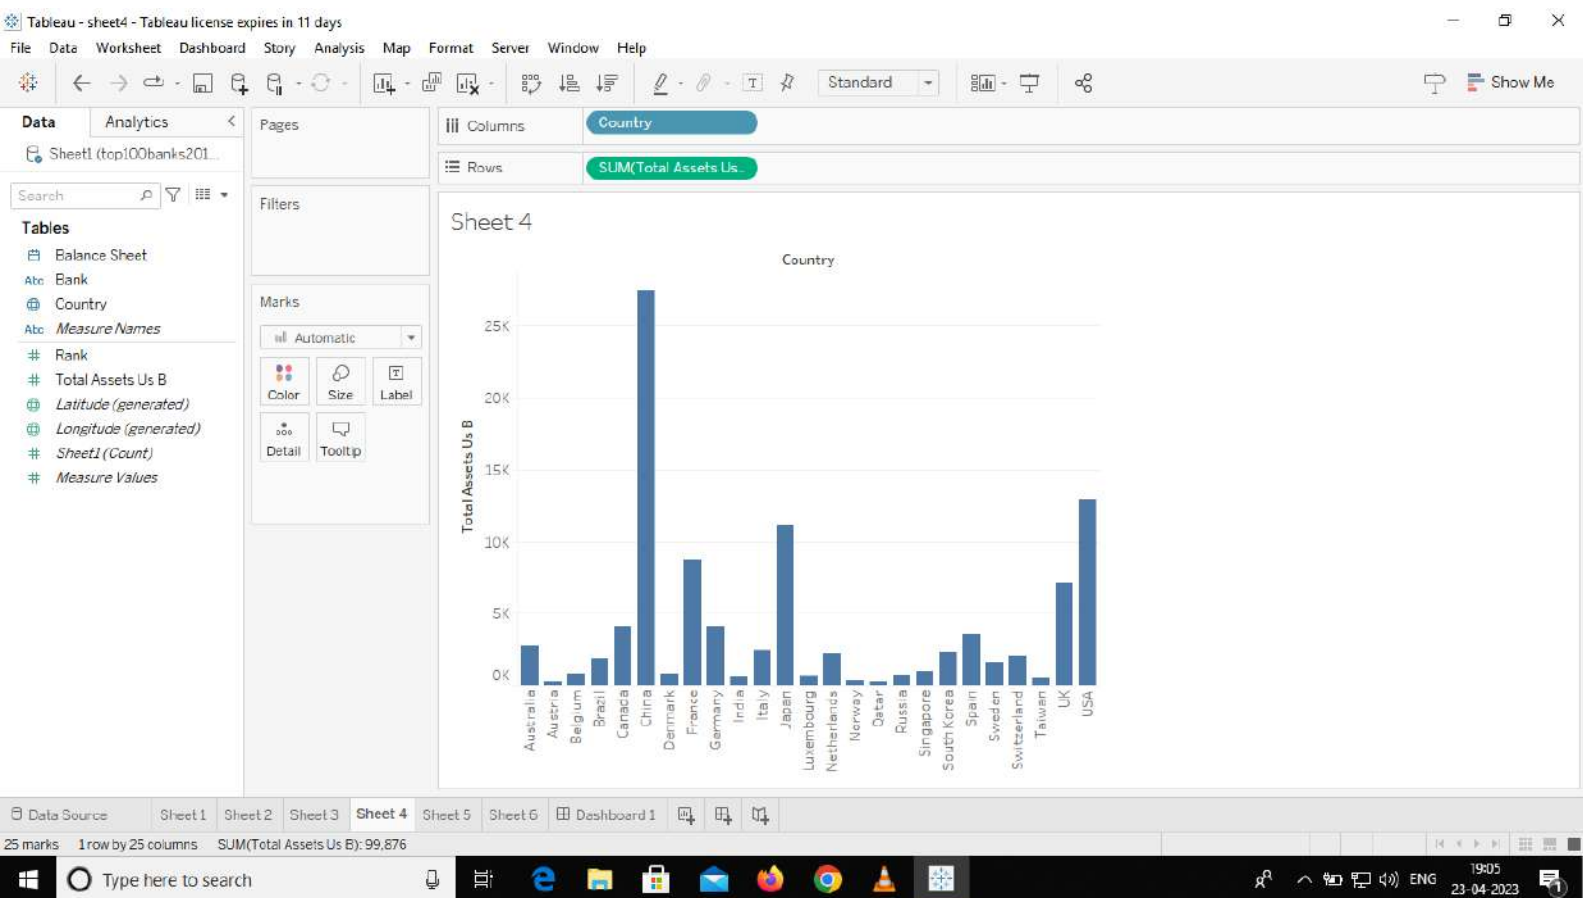 Tableau - sheet4 - Tableau license expires in 11 days
File Data Worksheet Dashboard Story Analysis Map Format Server Window Help
Standard
Show Me
Data Analytics
Pages
Columns
Country
Sheet1 (top100banks201...
Rows
SUM(Total Assets Us..
Search
Filters
Tables
Balance Sheet
Abc Bank
Country
Abc Measure Names
# Rank
# Total Assets Us B
Latitude (generated)
Longitude (generated)
# Sheet1 (Count)
# Measure Values
Marks
Automatic
Color Size Label
Detail Tooltip
Sheet 4
Country
Total Assets Us B
25K
20K
15K
10K
5K
0K
Australia
Austria
Belgium
Brazil
Canada
China
Denmark
France
Germany
India
Italy
Japan
Luxembourg
Netherlands
Norway
Qatar
Russia
Singapore
South Korea
Spain
Sweden
Switzerland
Taiwan
UK
USA
Data Source Sheet 1 Sheet 2 Sheet 3 Sheet 4 Sheet 5 Sheet 6 Dashboard 1
25 marks 1 row by 25 columns SUM(Total Assets Us B): 99,876
Type here to search
ENG
19:05
23-04-2023
1